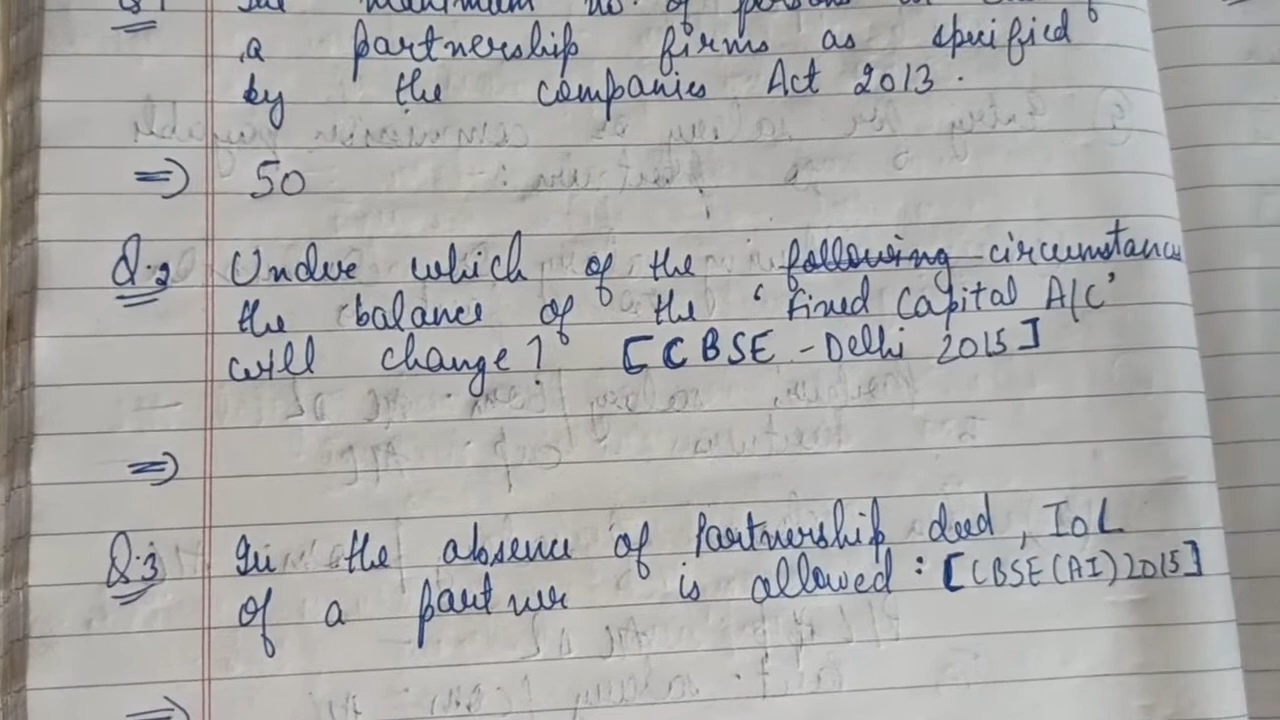 a partnership firms as specified
by the companies Act 2013.
=> 50
Q.2 Under which of the following circumstances
the balance of the 'fixed Capital A/C'
will change? [CBSE - Delhi 2015]
=>
Q.3 In the absence of Partnership deed, IOL
of a partner is allowed : [CBSE (AI) 2015]
=>